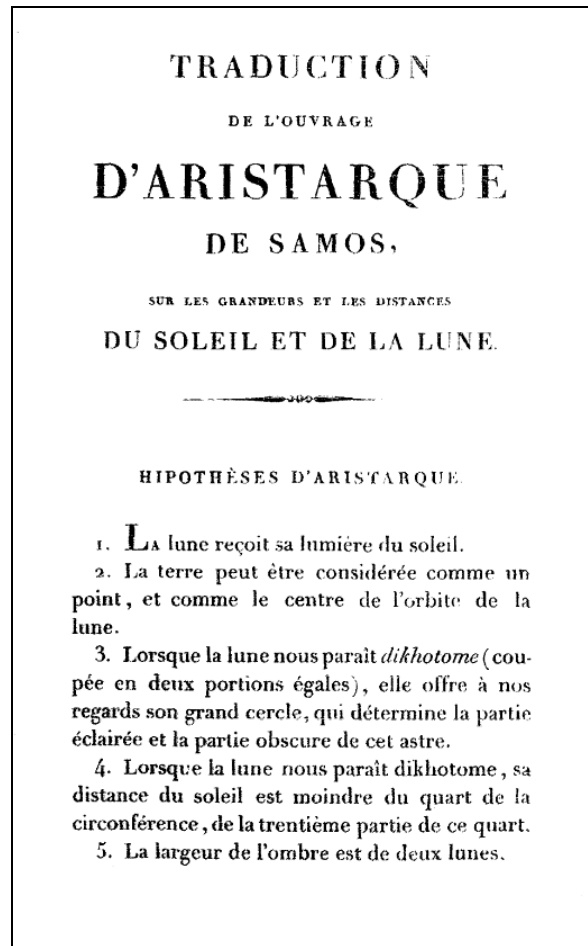 TRADUCTION
DE L'OUVRAGE
D'ARISTARQUE
DE SAMOS,
SUR LES GRANDEURS ET LES DISTANCES
DU SOLEIL ET DE LA LUNE.
HIPOTHÈSES D'ARISTARQUE.
1. LA lune reçoit sa lumière du soleil.
2. La terre peut être considérée comme un
point, et comme le centre de l'orbite de la
lune.
3. Lorsque la lune nous paraît dikhotome (cou-
pée en deux portions égales), elle offre à nos
regards son grand cercle, qui détermine la partie
éclairée et la partie obscure de cet astre.
4. Lorsque la lune nous paraît dikhotome, sa
distance du soleil est moindre du quart de la
circonférence, de la trentième partie de ce quart.
5. La largeur de l'ombre est de deux lunes.